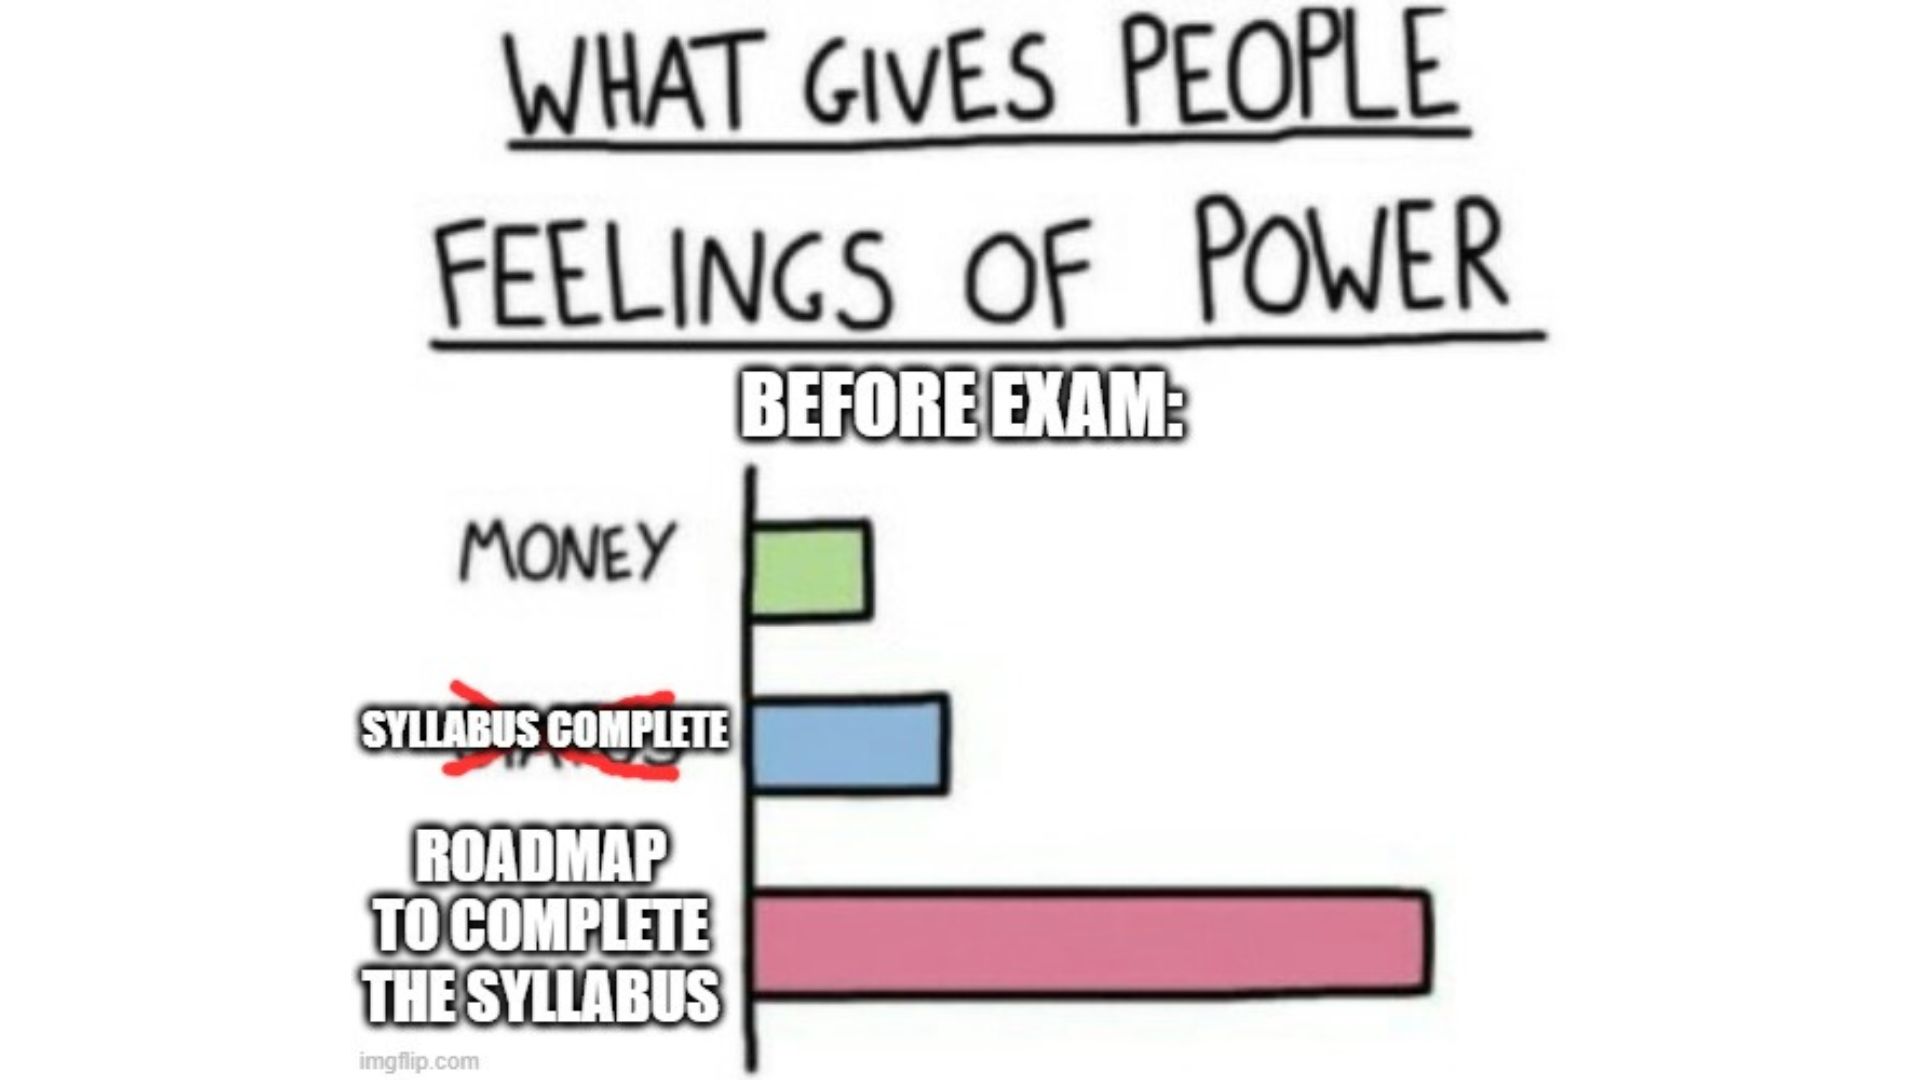 WHAT GIVES PEOPLE
FEELINGS OF POWER
BEFORE EXAM:
MONEY
SYLLABUS COMPLETE
ROADMAP
TO COMPLETE
THE SYLLABUS
imgflip.com